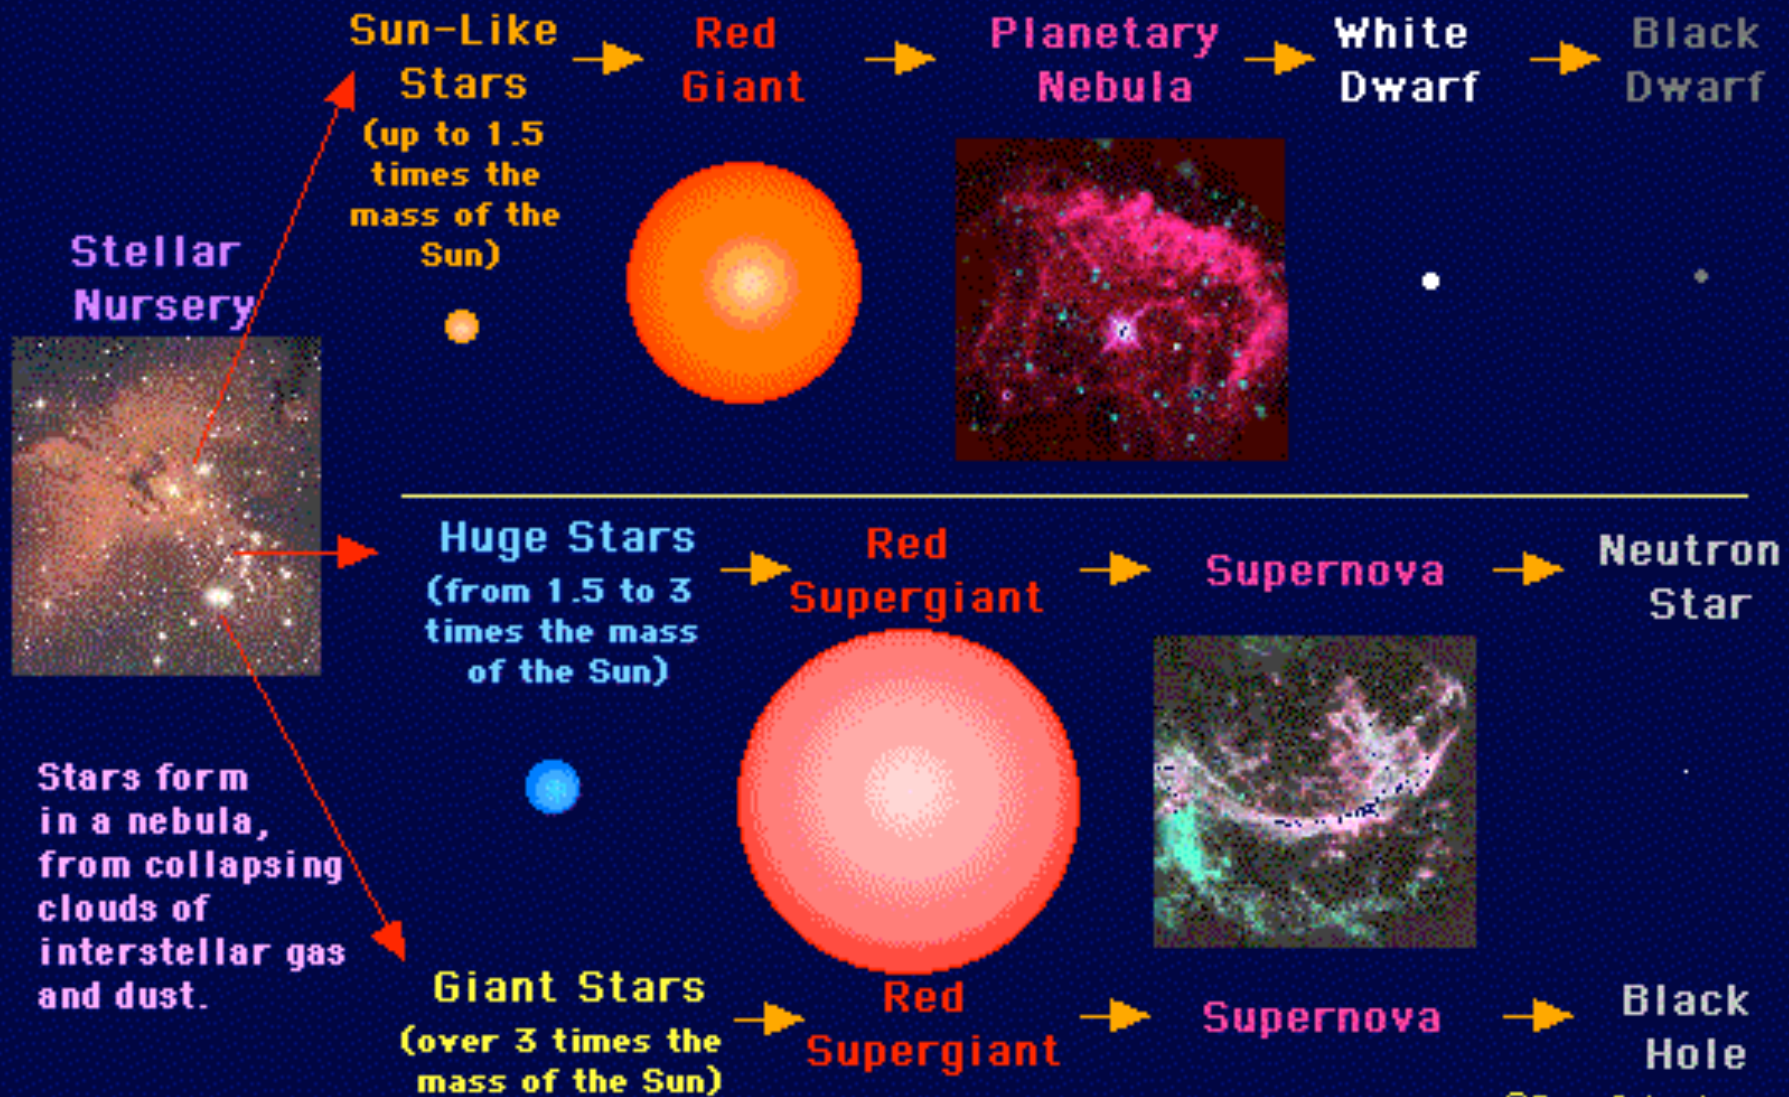 Sun-Like
Stars
(up to 1.5
times the
mass of the
Sun)
Red
Giant
Planetary
Nebula
White
Dwarf
Black
Dwarf
Stellar
Nursery
Huge Stars
(from 1.5 to 3
times the mass
of the Sun)
Red
Supergiant
Supernova
Neutron
Star
Stars form
in a nebula,
from collapsing
clouds of
interstellar gas
and dust.
Giant Stars
(over 3 times the
mass of the Sun)
Red
Supergiant
Supernova
Black
Hole